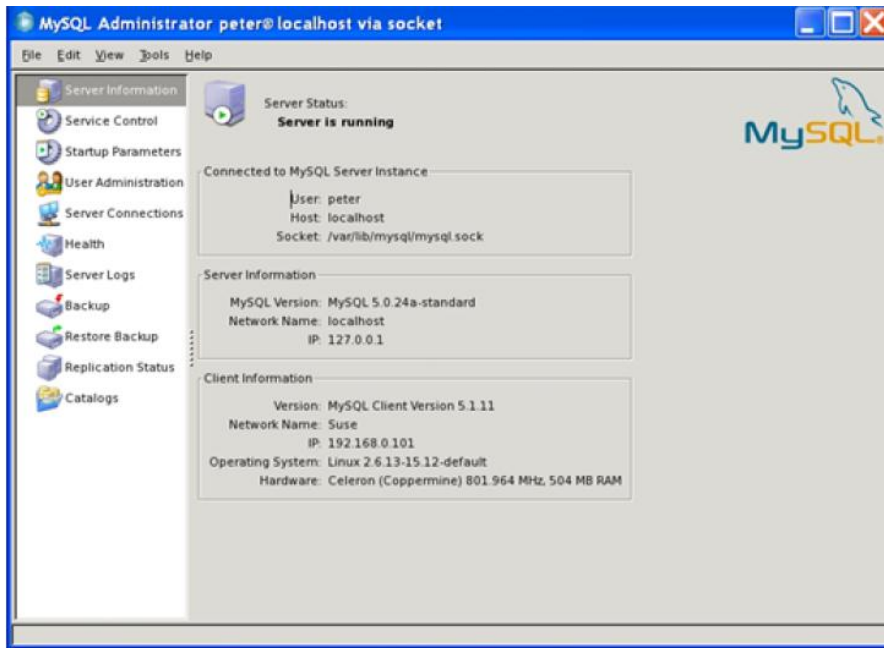 MySQL Administrator peter@localhost via socket
File Edit View Tools Help
Server Information
Service Control
Startup Parameters
User Administration
Server Connections
Health
Server Logs
Backup
Restore Backup
Replication Status
Catalogs
Server Status:
Server is running
MySQL
Connected to MySQL Server Instance
User: peter
Host: localhost
Socket: /var/lib/mysql/mysql.sock
Server Information
MySQL Version: MySQL 5.0.24a-standard
Network Name: localhost
IP: 127.0.0.1
Client Information
Version: MySQL Client Version 5.1.11
Network Name: Suse
IP: 192.168.0.101
Operating System: Linux 2.6.13-15.12-default
Hardware: Celeron (Coppermine) 801.964 MHz, 504 MB RAM